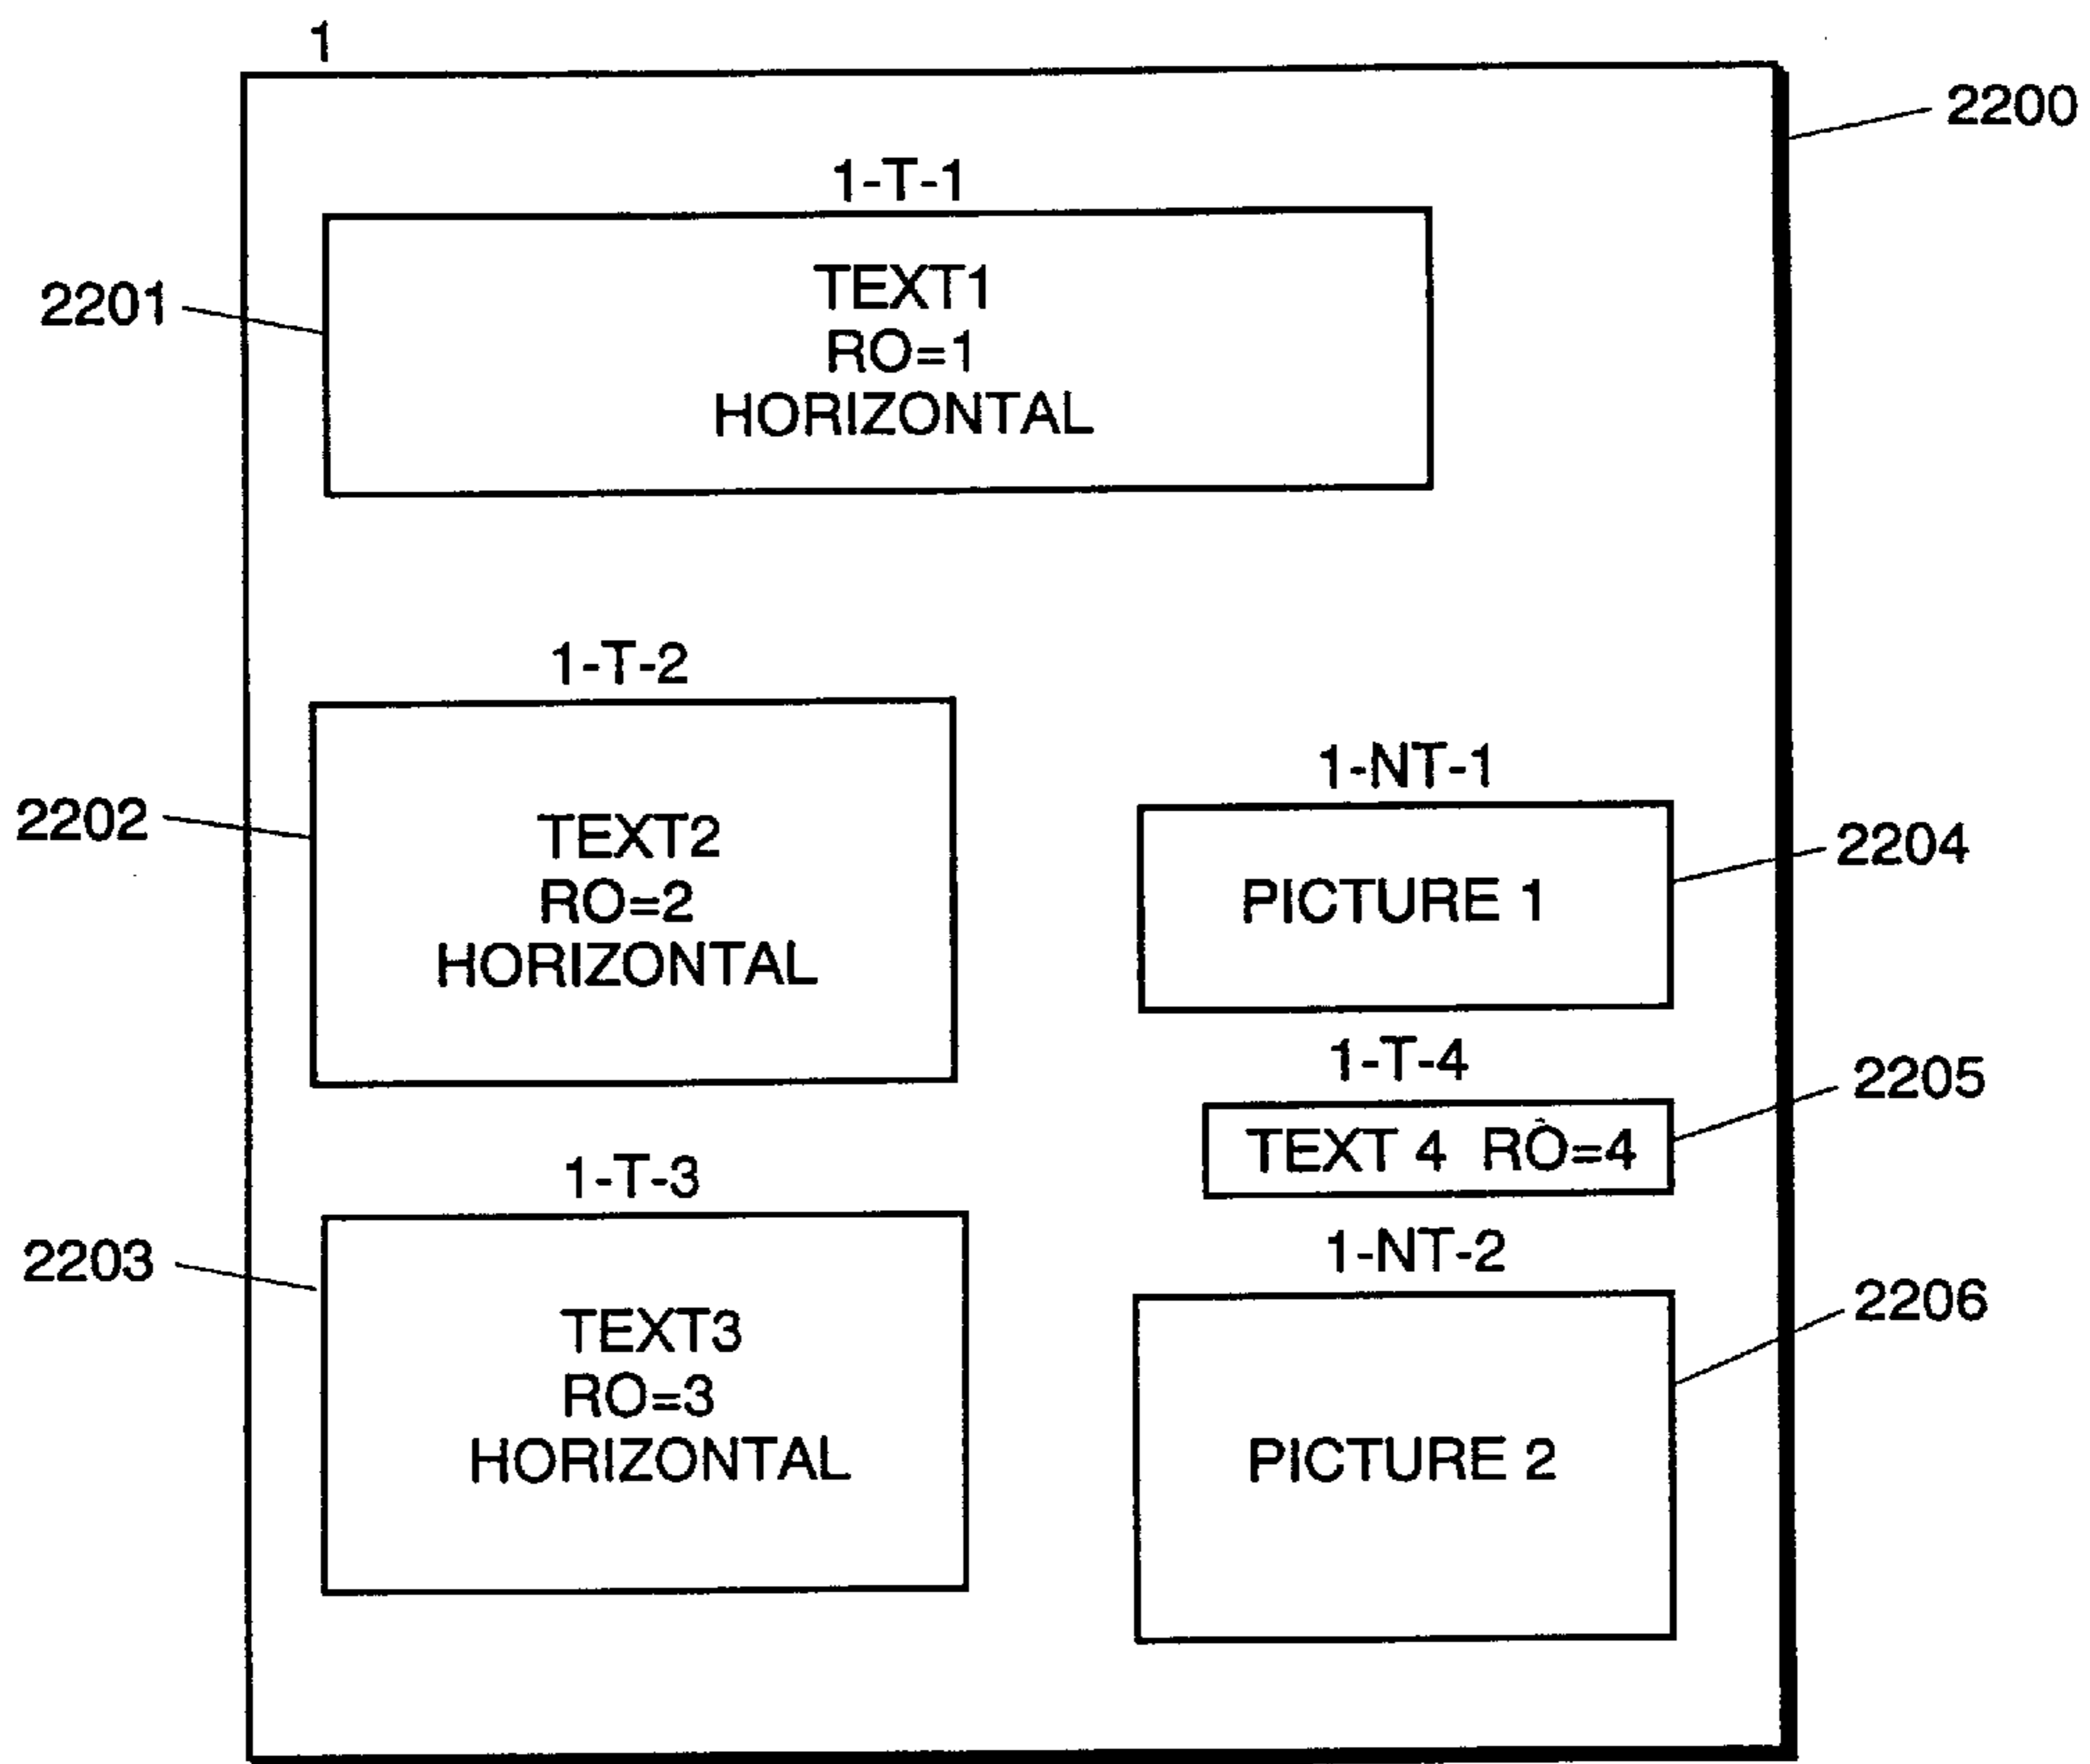 1
2200
1-T-1
2201
TEXT1
RO=1
HORIZONTAL
1-T-2
2202
TEXT2
RO=2
HORIZONTAL
1-T-3
2203
TEXT3
RO=3
HORIZONTAL
1-NT-1
2204
PICTURE 1
1-T-4
2205
TEXT 4 RO=4
1-NT-2
2206
PICTURE 2